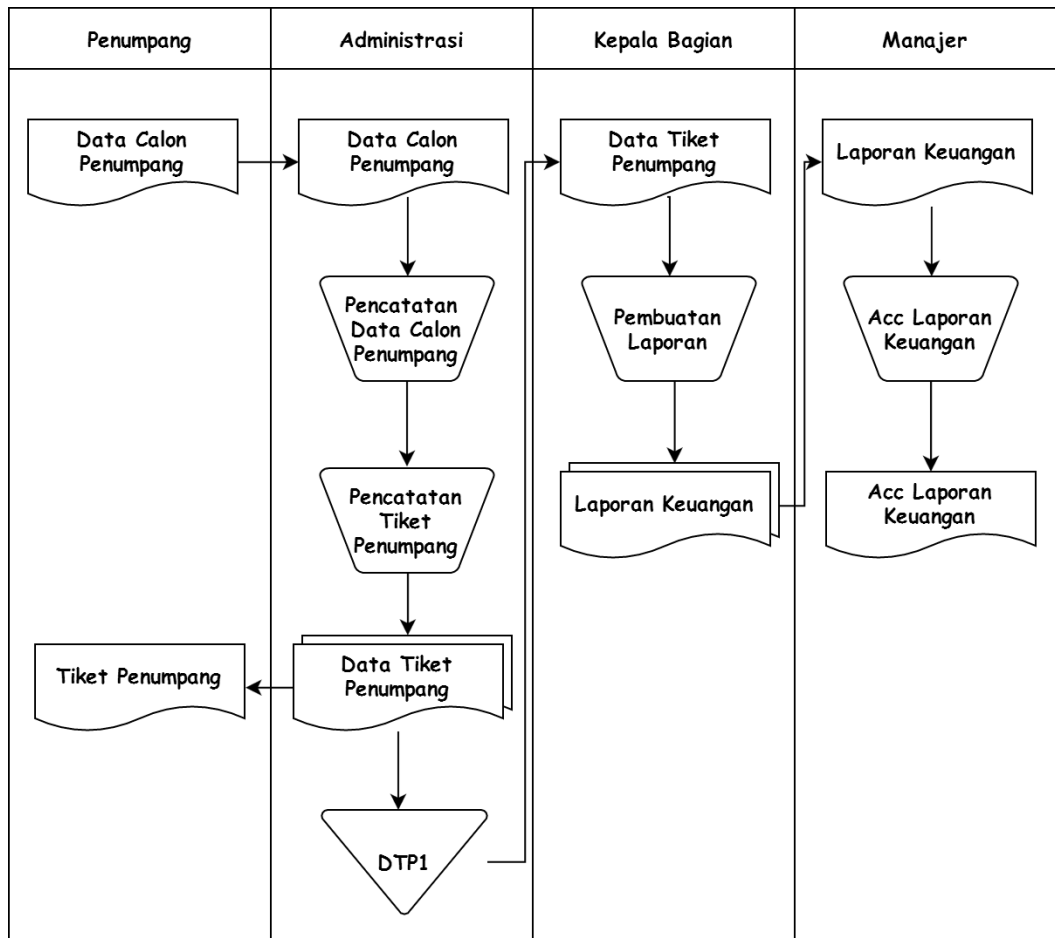 Penumpang
Administrasi
Kepala Bagian
Manajer
Data Calon
Penumpang
Data Calon
Penumpang
Data Tiket
Penumpang
Laporan Keuangan
Pencatatan
Data Calon
Penumpang
Pembuatan
Laporan
Acc Laporan
Keuangan
Pencatatan
Tiket
Penumpang
Laporan Keuangan
Acc Laporan
Keuangan
Tiket Penumpang
Data Tiket
Penumpang
DTP1